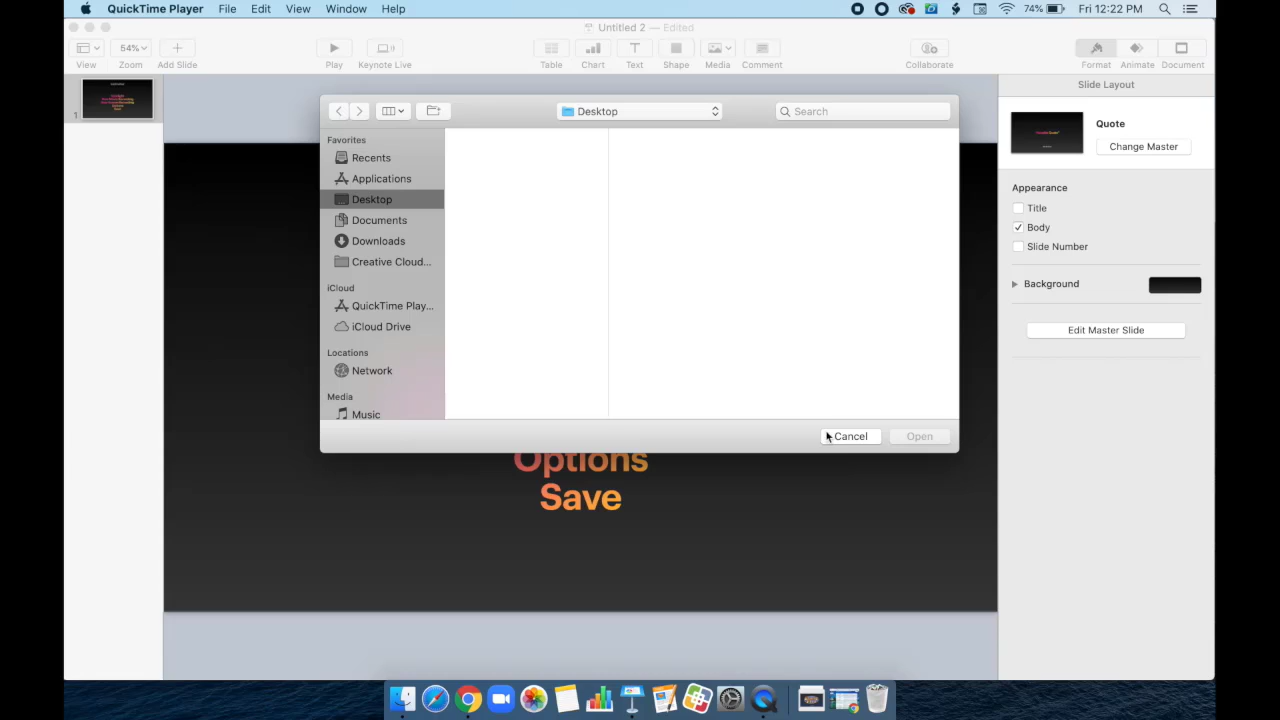 QuickTime Player File Edit View Window Help 74% Fri 12:22 PM
Untitled 2 — Edited
54%
View Zoom Add Slide Play Keynote Live Table Chart Text Shape Media Comment Collaborate Format Animate Document
1
Slide Layout
Quote
Change Master
Appearance
Title
Body
Slide Number
Background
Edit Master Slide
Desktop
Search
Favorites
Recents
Applications
Desktop
Documents
Downloads
Creative Cloud...
iCloud
QuickTime Play...
iCloud Drive
Locations
Network
Media
Music
Cancel Open
Options
Save